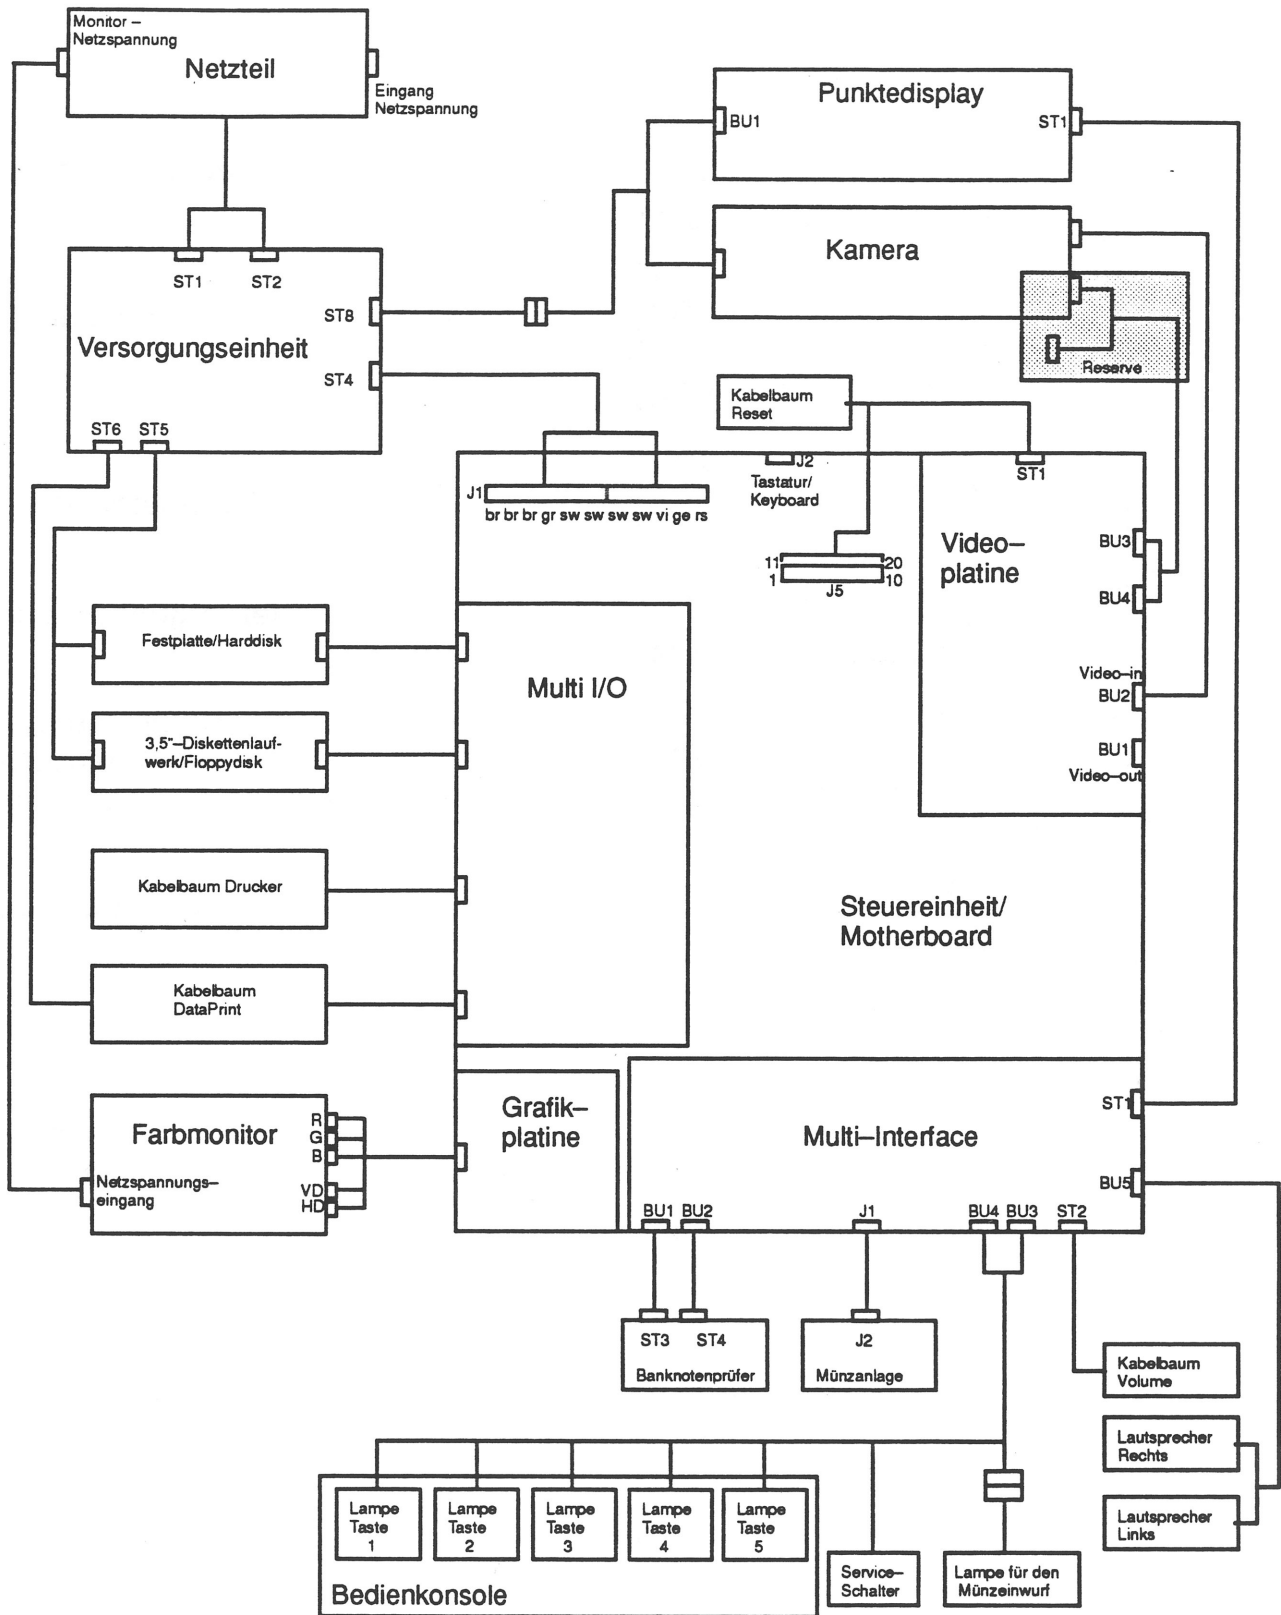 Monitor –
Netzspannung
Netzteil
Eingang
Netzspannung
Punktedisplay
BU1
ST1
Kamera
Reserve
ST1
ST2
ST8
Versorgungseinheit
ST4
ST6
ST5
Kabelbaum
Reset
J1
br br br gr sw sw sw sw vi ge rs
J2
Tastatur/
Keyboard
11
20
1
10
J5
ST1
Video–
platine
BU3
BU4
Video–in
BU2
BU1
Video–out
Festplatte/Harddisk
Multi I/O
3,5"–Diskettenlauf–
werk/Floppydisk
Kabelbaum Drucker
Steuereinheit/
Motherboard
Kabelbaum
DataPrint
Farbmonitor
R
G
B
VD
HD
Netzspannungs–
eingang
Grafik–
platine
Multi–Interface
ST1
BU5
BU1
BU2
J1
BU4
BU3
ST2
ST3
ST4
Banknotenprüfer
J2
Münzanlage
Kabelbaum
Volume
Lautsprecher
Rechts
Lautsprecher
Links
Lampe
Taste
1
Lampe
Taste
2
Lampe
Taste
3
Lampe
Taste
4
Lampe
Taste
5
Bedienkonsole
Service–
Schalter
Lampe für den
Münzeinwurf